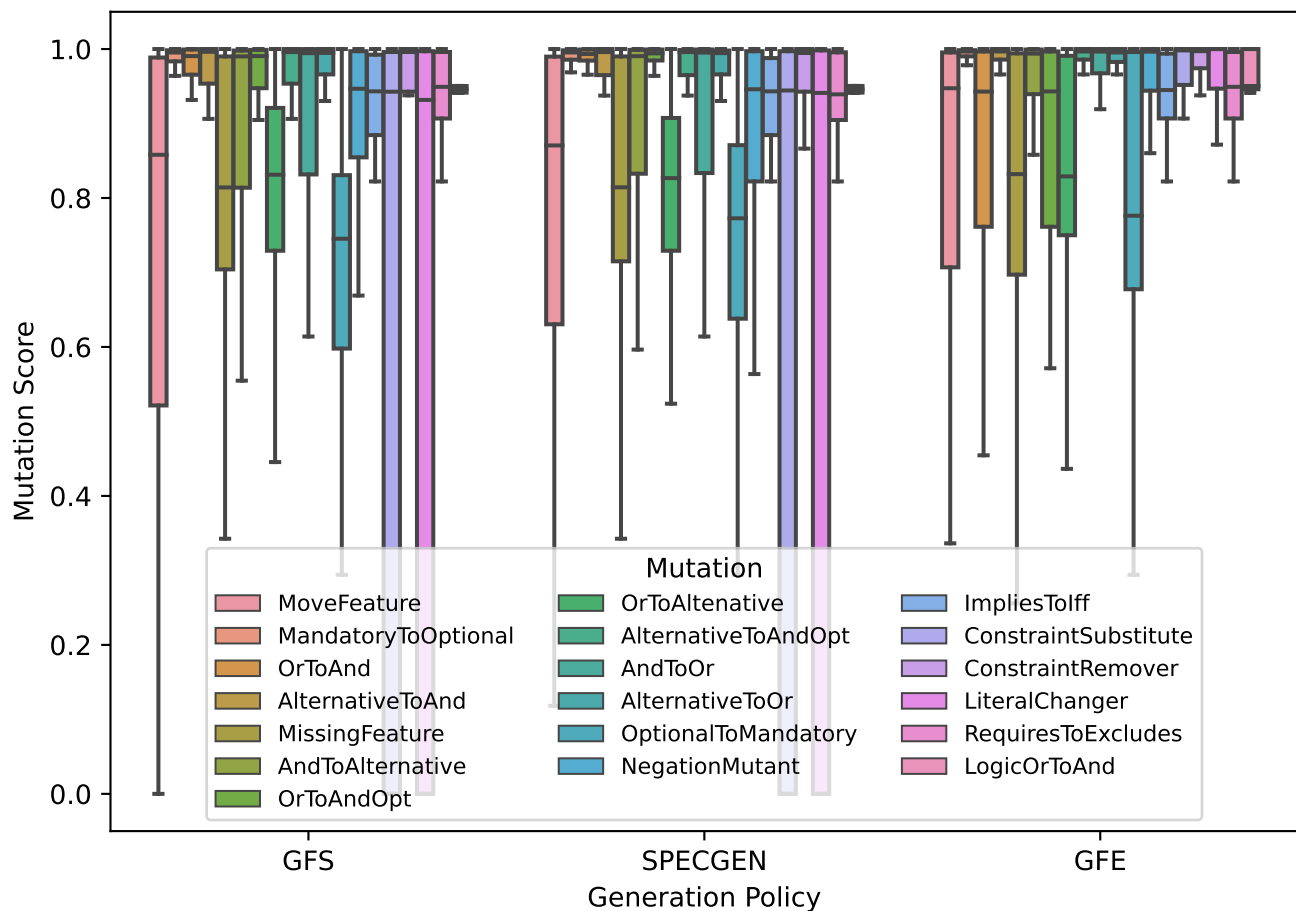 1.0
0.8
0.6
0.4
0.2
0.0
Mutation Score
Mutation
MoveFeature
MandatoryToOptional
OrToAnd
AlternativeToAnd
MissingFeature
AndToAlternative
OrToAndOpt
OrToAltenative
AlternativeToAndOpt
AndToOr
AlternativeToOr
OptionalToMandatory
NegationMutant
ImpliesToIff
ConstraintSubstitute
ConstraintRemover
LiteralChanger
RequiresToExcludes
LogicOrToAnd
GFS
SPECGEN
GFE
Generation Policy